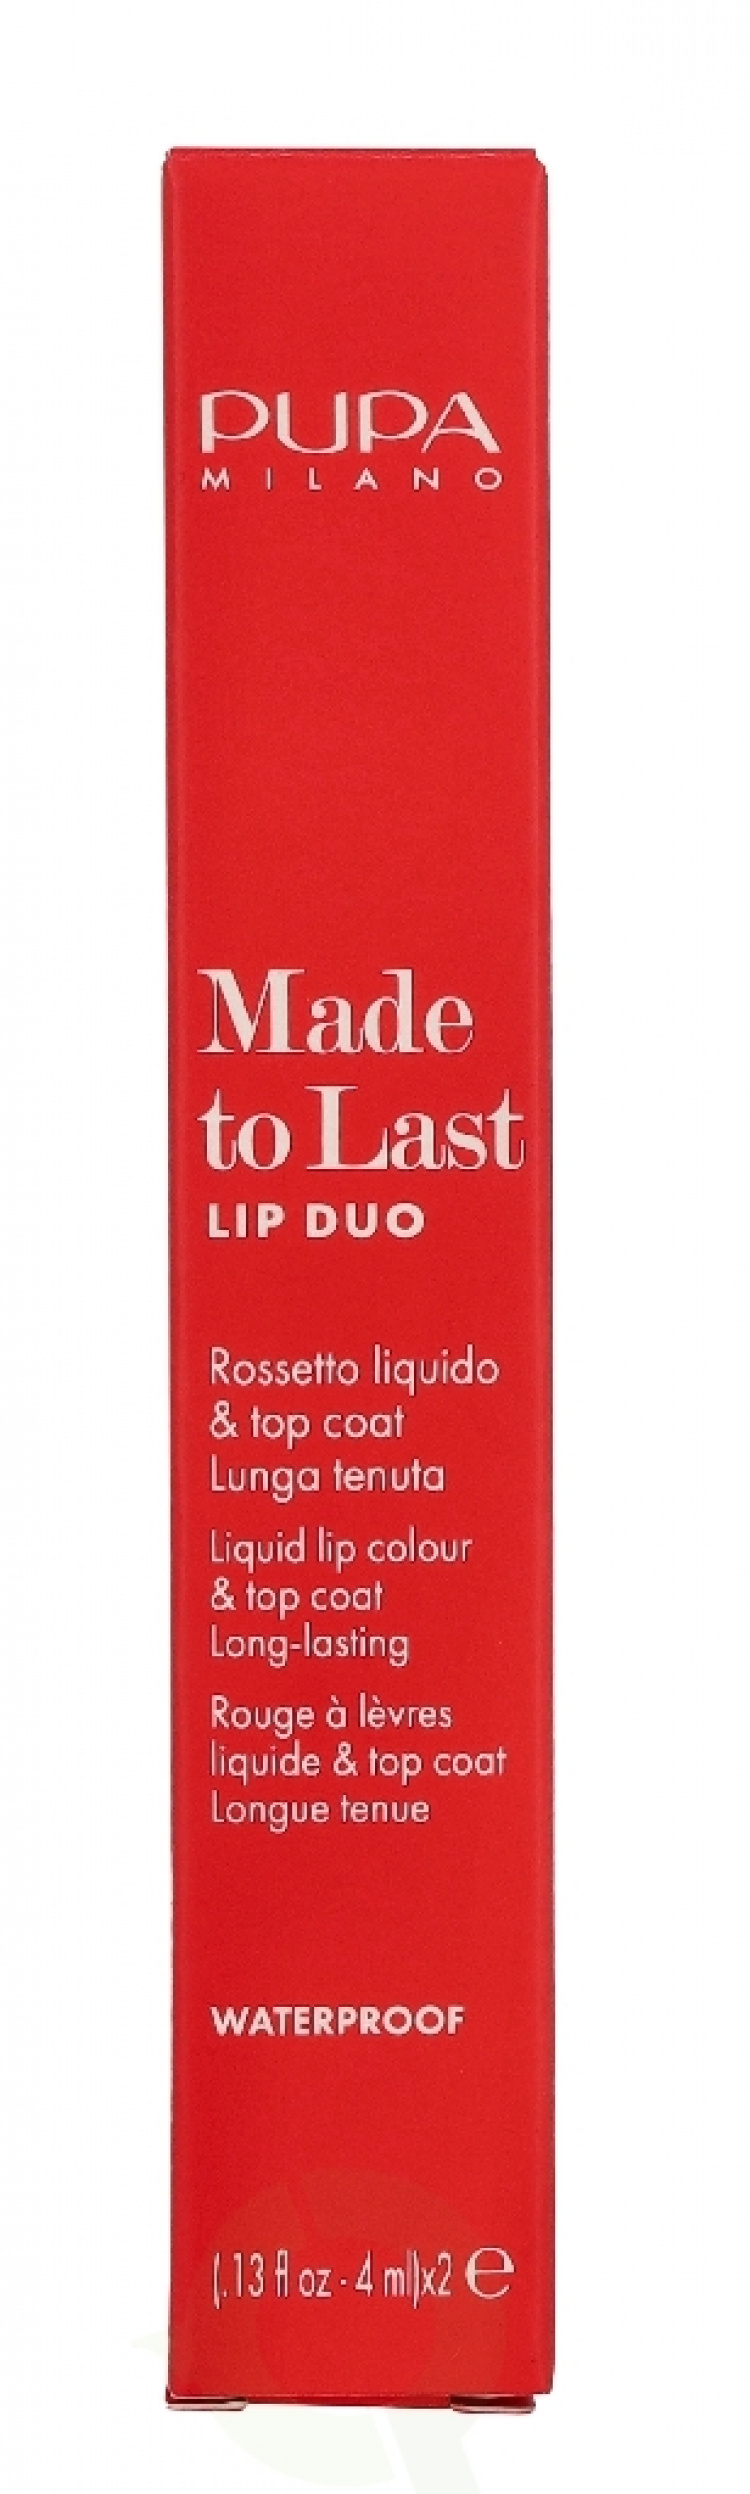 PUPA
MILANO
Made
to Last
LIP DUO
Rossetto liquido
& top coat
Lunga tenuta
Liquid lip colour
& top coat
Long-lasting
Rouge à lèvres
liquide & top coat
Longue tenue
WATERPROOF
(.13 fl oz - 4 ml)x2 ℮